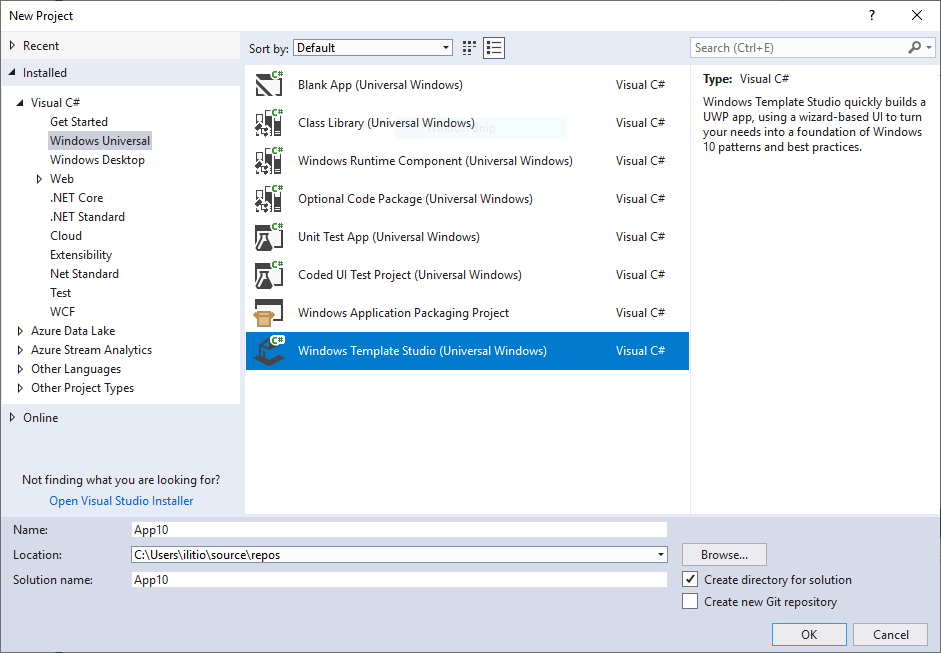 New Project
?
Recent
Installed
Visual C#
Get Started
Windows Universal
Windows Desktop
Web
.NET Core
.NET Standard
Cloud
Extensibility
Net Standard
Test
WCF
Azure Data Lake
Azure Stream Analytics
Other Languages
Other Project Types
Online
Not finding what you are looking for?
Open Visual Studio Installer
Sort by: Default
C# Blank App (Universal Windows) Visual C#
C# Class Library (Universal Windows) Visual C#
C# Windows Runtime Component (Universal Windows) Visual C#
C# Optional Code Package (Universal Windows) Visual C#
C# Unit Test App (Universal Windows) Visual C#
C# Coded UI Test Project (Universal Windows) Visual C#
Windows Application Packaging Project Visual C#
C# Windows Template Studio (Universal Windows) Visual C#
Search (Ctrl+E)
Type: Visual C#
Windows Template Studio quickly builds a
UWP app, using a wizard-based UI to turn
your needs into a foundation of Windows
10 patterns and best practices.
Name: App10
Location: C:\Users\ilitio\source\repos
Browse...
Solution name: App10
Create directory for solution
Create new Git repository
OK
Cancel